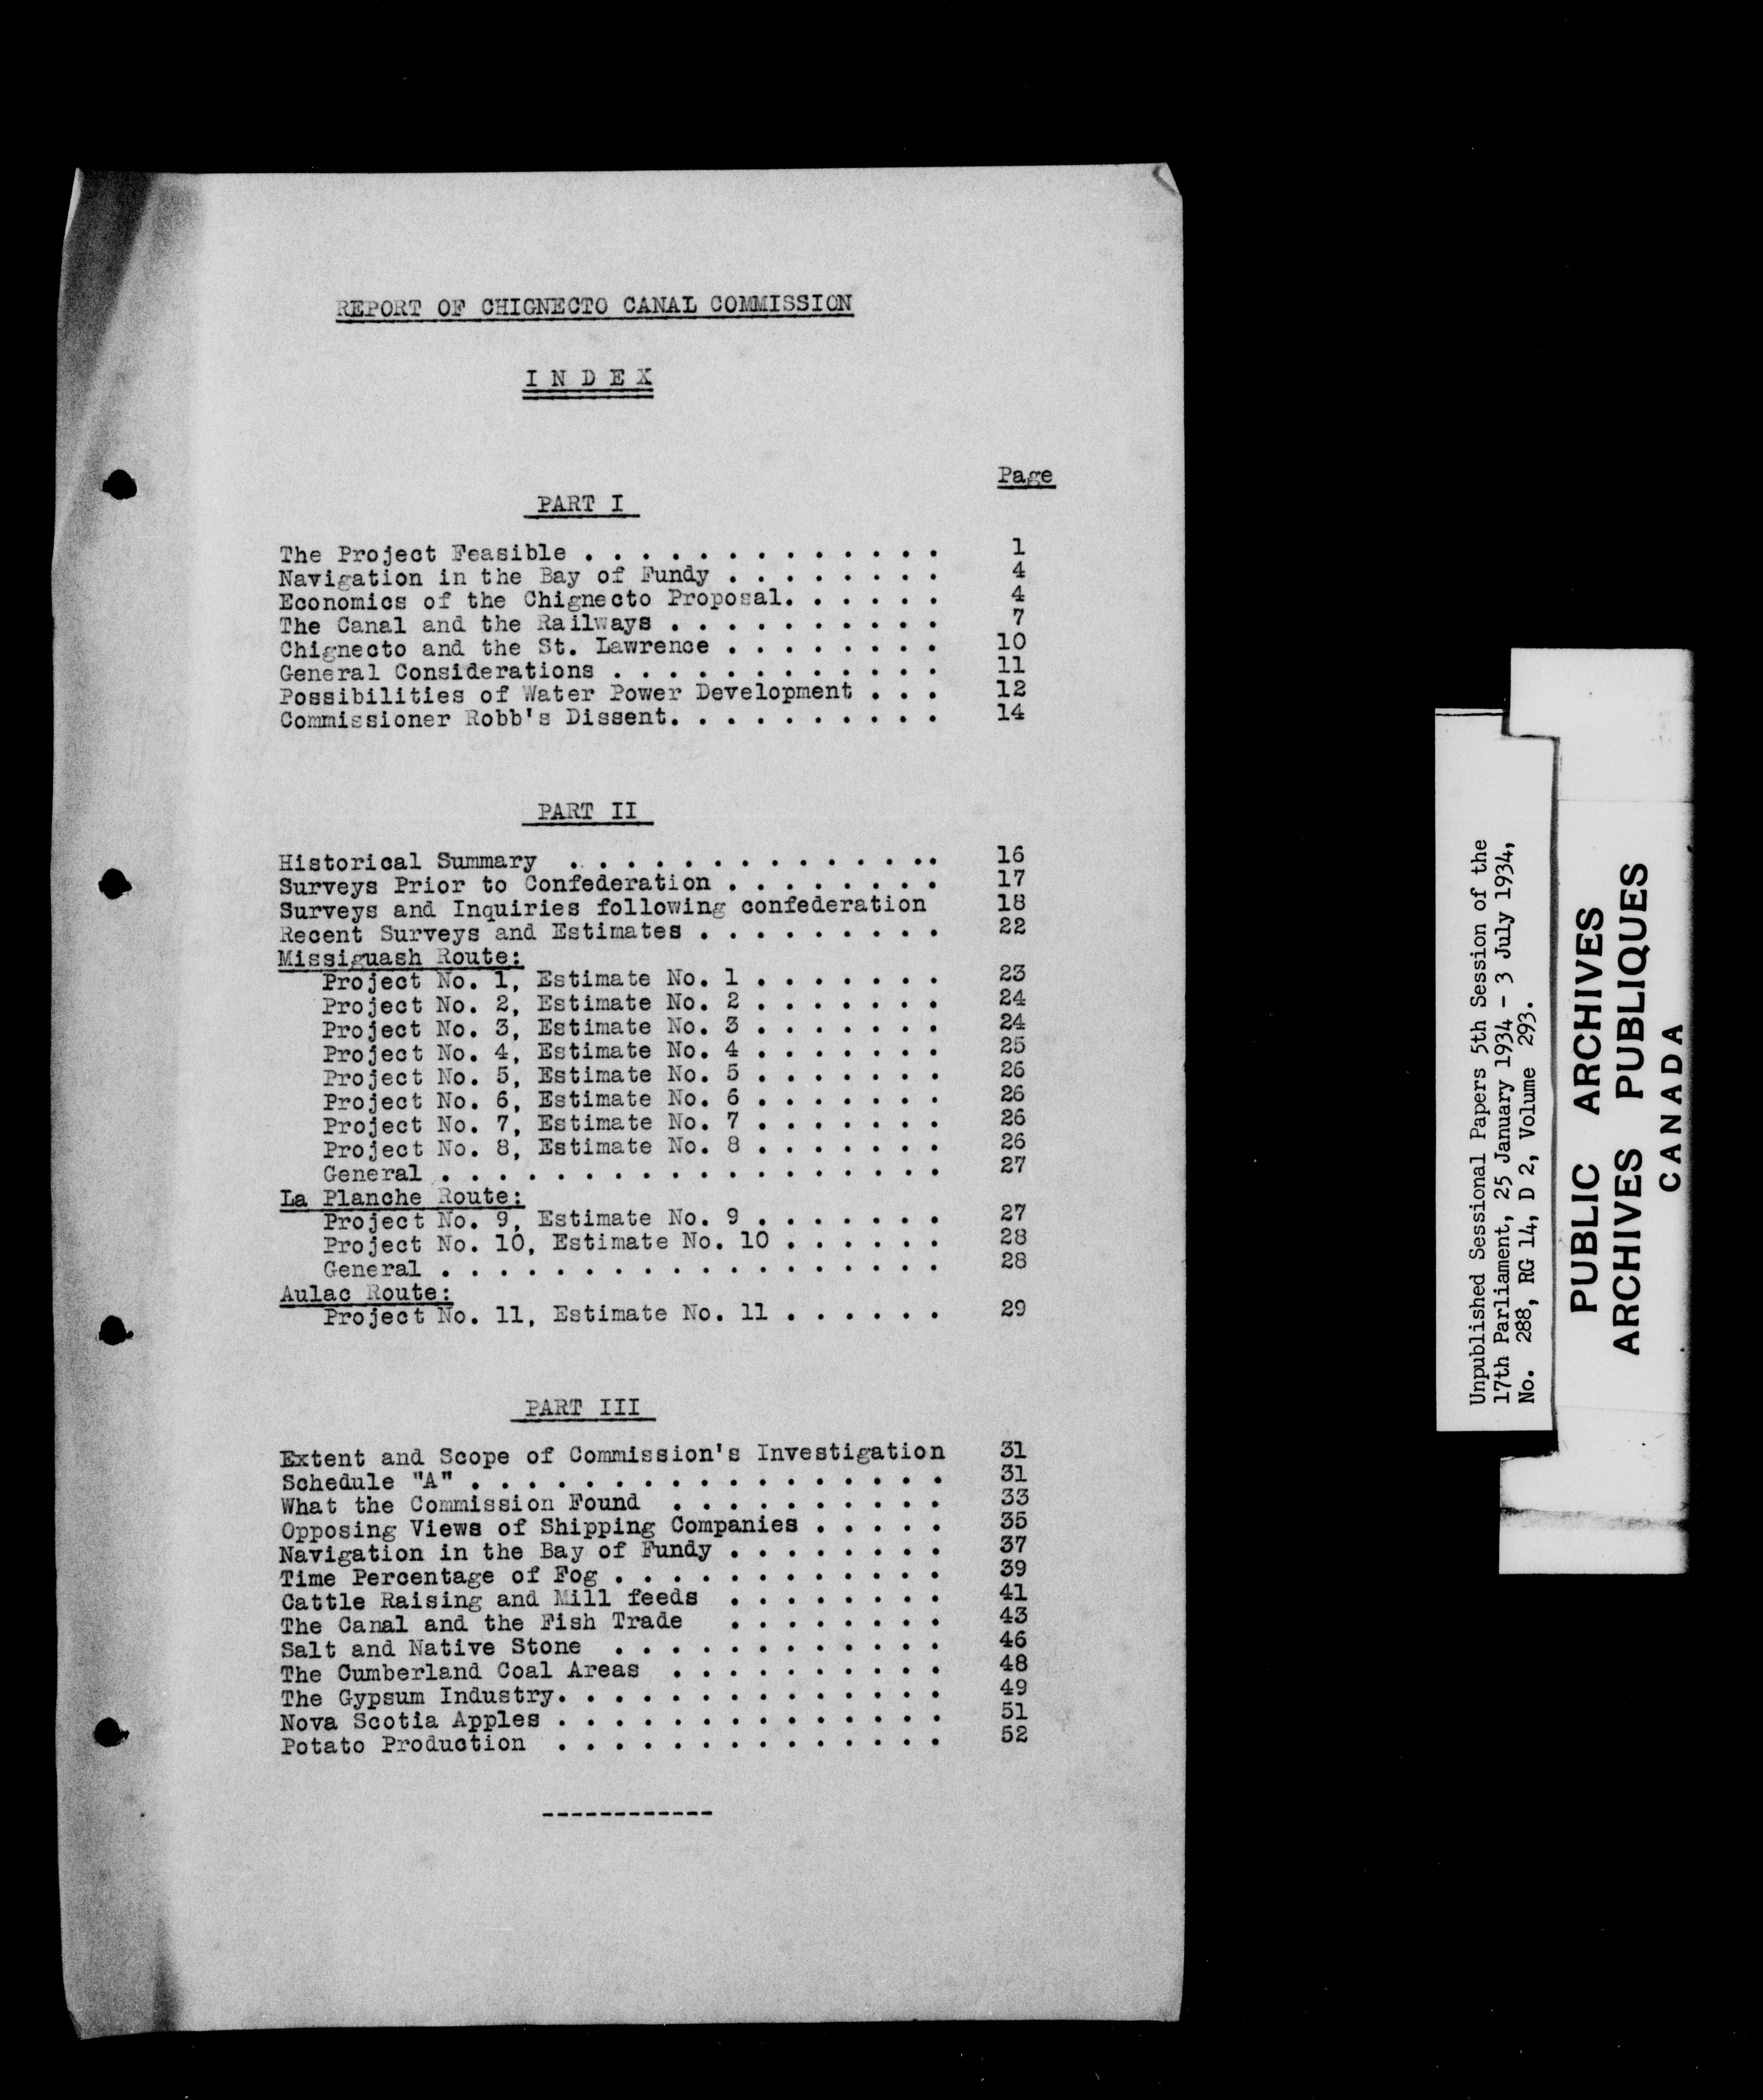 REPORT OF CHIGNECTO CANAL COMMISSION
I N D E X
Page
PART I
The Project Feasible . . . . . . . . . . . . . 1
Navigation in the Bay of Fundy . . . . . . . . 4
Economics of the Chignecto Proposal. . . . . . 4
The Canal and the Railways . . . . . . . . . . 7
Chignecto and the St. Lawrence . . . . . . . . 10
General Considerations . . . . . . . . . . . . 11
Possibilities of Water Power Development . . . 12
Commissioner Robb's Dissent. . . . . . . . . . 14
PART II
Historical Summary . . . . . . . . . . . . . .. 16
Surveys Prior to Confederation . . . . . . . . 17
Surveys and Inquiries following confederation 18
Recent Surveys and Estimates . . . . . . . . . 22
Missiguash Route:
Project No. 1, Estimate No. 1 . . . . . . . 23
Project No. 2, Estimate No. 2 . . . . . . . 24
Project No. 3, Estimate No. 3 . . . . . . . 24
Project No. 4, Estimate No. 4 . . . . . . . 25
Project No. 5, Estimate No. 5 . . . . . . . 26
Project No. 6, Estimate No. 6 . . . . . . . 26
Project No. 7, Estimate No. 7 . . . . . . . 26
Project No. 8, Estimate No. 8 . . . . . . . 26
General . . . . . . . . . . . . . . . . . . 27
La Planche Route:
Project No. 9, Estimate No. 9 . . . . . . . 27
Project No. 10, Estimate No. 10 . . . . . . 28
General . . . . . . . . . . . . . . . . . . 28
Aulac Route:
Project No. 11, Estimate No. 11 . . . . . . 29
PART III
Extent and Scope of Commission's Investigation 31
Schedule "A" . . . . . . . . . . . . . . . . . 31
What the Commission Found . . . . . . . . . . 33
Opposing Views of Shipping Companies . . . . . 35
Navigation in the Bay of Fundy . . . . . . . . 37
Time Percentage of Fog . . . . . . . . . . . . 39
Cattle Raising and Mill feeds . . . . . . . . 41
The Canal and the Fish Trade . . . . . . . . 43
Salt and Native Stone . . . . . . . . . . . . 46
The Cumberland Coal Areas . . . . . . . . . . 48
The Gypsum Industry. . . . . . . . . . . . . . 49
Nova Scotia Apples . . . . . . . . . . . . . . 51
Potato Production . . . . . . . . . . . . . . 52
------------
Unpublished Sessional Papers 5th Session of the
17th Parliament, 25 January 1934 - 3 July 1934,
No. 288, RG 14, D 2, Volume 293.
PUBLIC ARCHIVES
ARCHIVES PUBLIQUES
CANADA